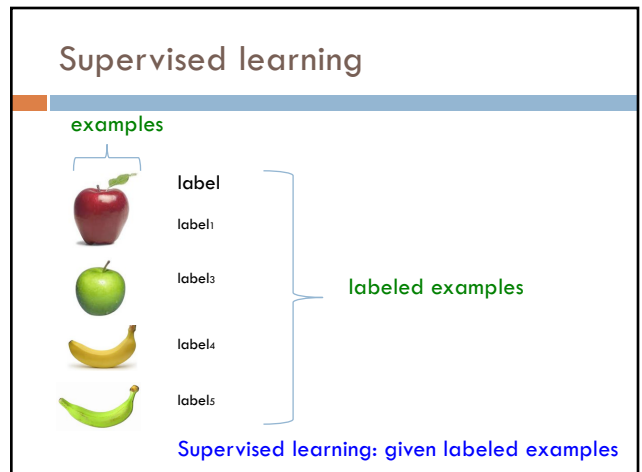 Supervised learning
examples
label
label₁
label₃
labeled examples
label₄
label₅
Supervised learning: given labeled examples